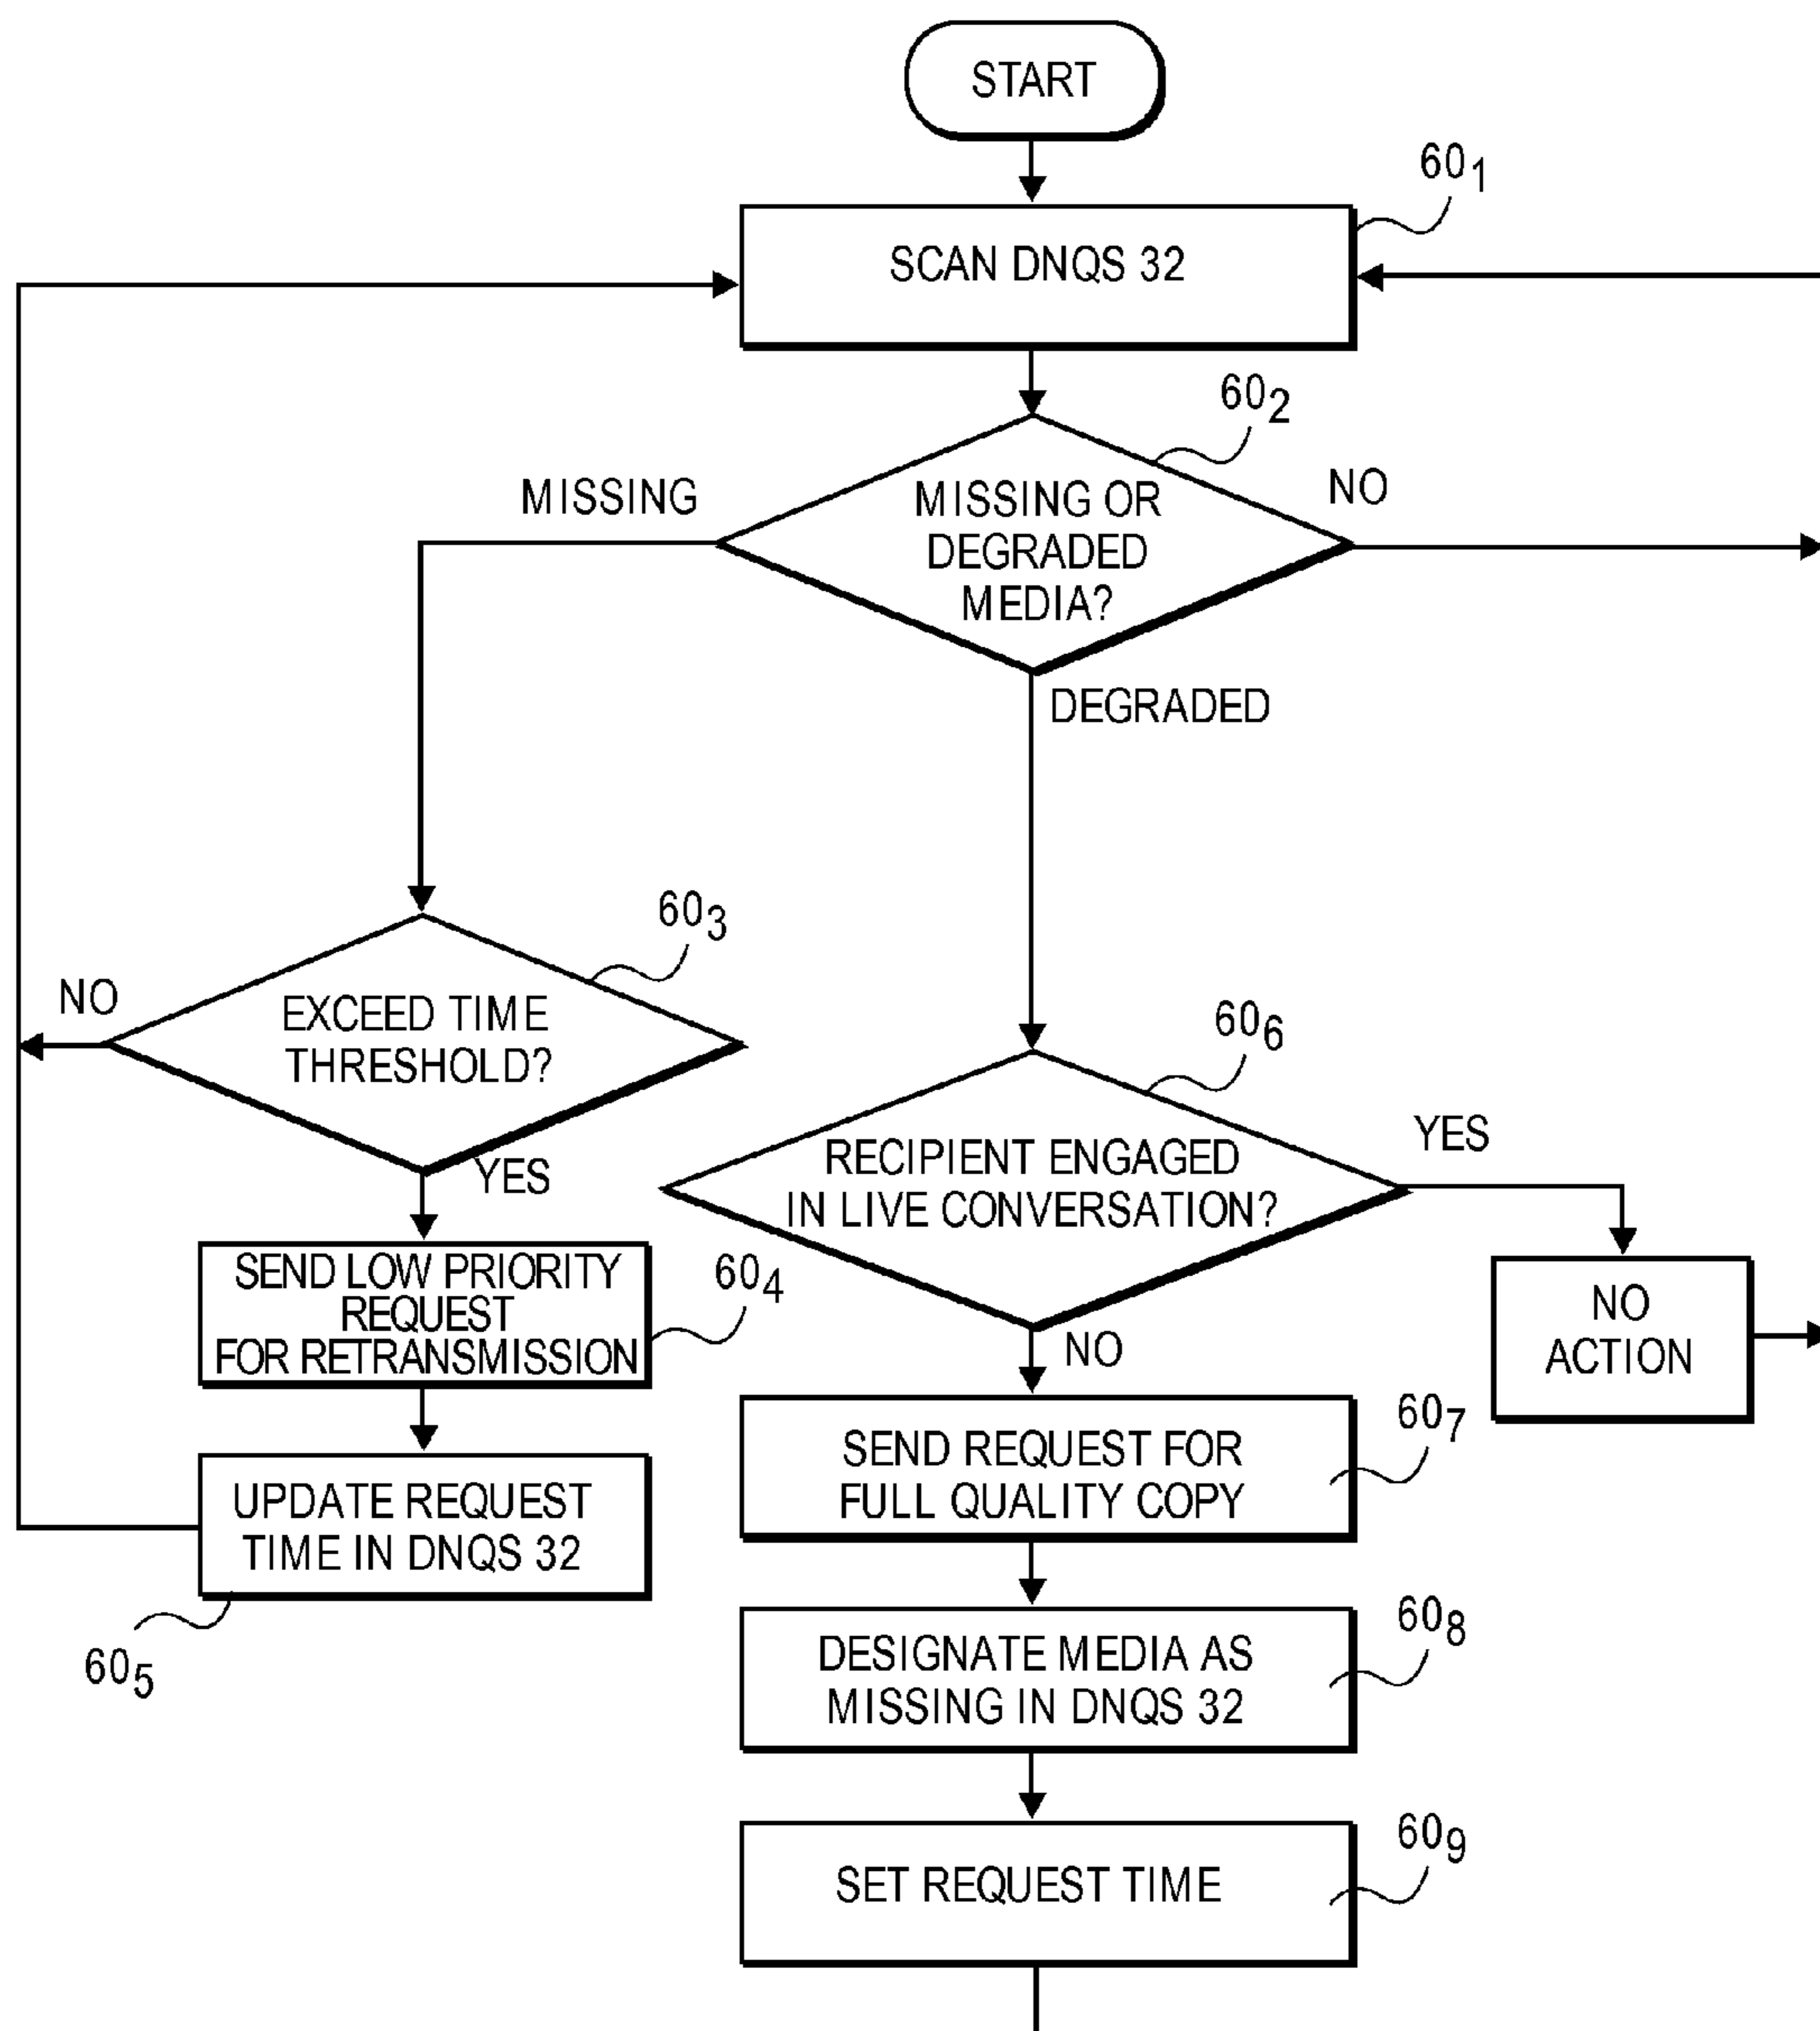 START
60₁
SCAN DNQS 32
60₂
MISSING
MISSING OR
DEGRADED
MEDIA?
NO
DEGRADED
60₃
NO
EXCEED TIME
THRESHOLD?
YES
60₆
RECIPIENT ENGAGED
IN LIVE CONVERSATION?
YES
SEND LOW PRIORITY
REQUEST
FOR RETRANSMISSION
60₄
NO
NO
ACTION
60₇
SEND REQUEST FOR
FULL QUALITY COPY
UPDATE REQUEST
TIME IN DNQS 32
60₅
60₈
DESIGNATE MEDIA AS
MISSING IN DNQS 32
60₉
SET REQUEST TIME